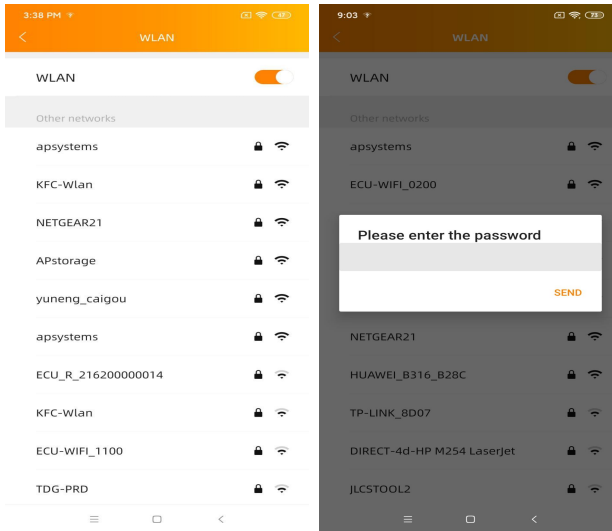 3:38 PM
WLAN
WLAN
Other networks
apsystems
KFC-Wlan
NETGEAR21
APstorage
yuneng_caigou
apsystems
ECU_R_216200000014
KFC-Wlan
ECU-WIFI_1100
TDG-PRD
9:03
73
WLAN
WLAN
Other networks
apsystems
ECU-WIFI_0200
Please enter the password
SEND
NETGEAR21
HUAWEI_B316_B28C
TP-LINK_8D07
DIRECT-4d-HP M254 LaserJet
JLCSTOOL2